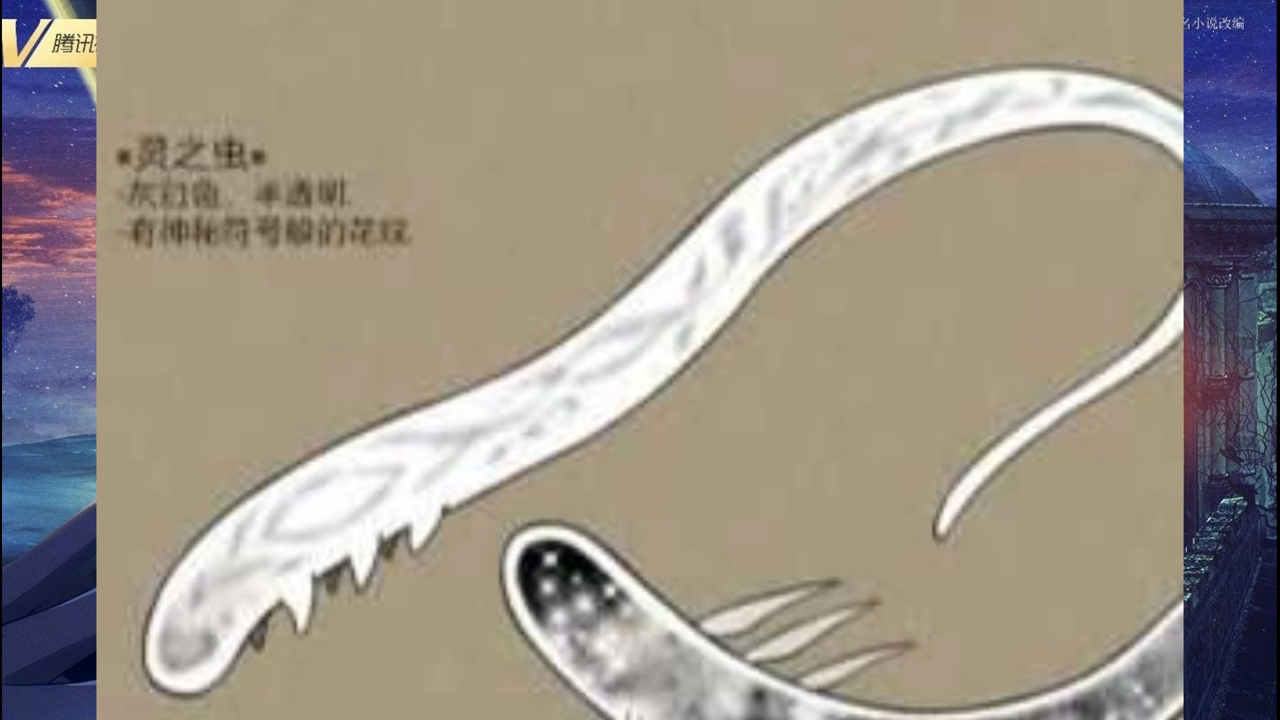 腾讯
名小说改编
▪灵之虫▪
-灰幻色、半透明
-有神秘符号般的花纹